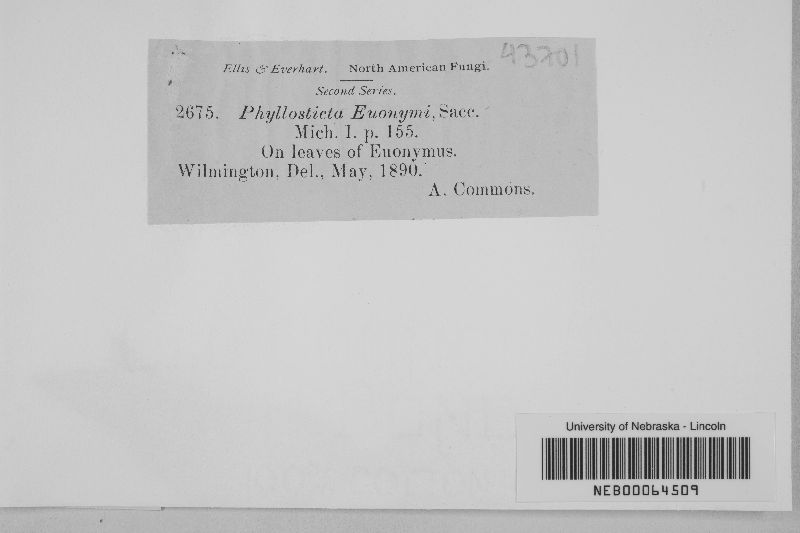 43701
Ellis & Everhart. North American Fungi.
Second Series.
2675. Phyllosticta Euonymi, Sacc.
Mich. I. p. 155.
On leaves of Euonymus.
Wilmington, Del., May, 1890.
A. Commons.
University of Nebraska - Lincoln
NEB00064509